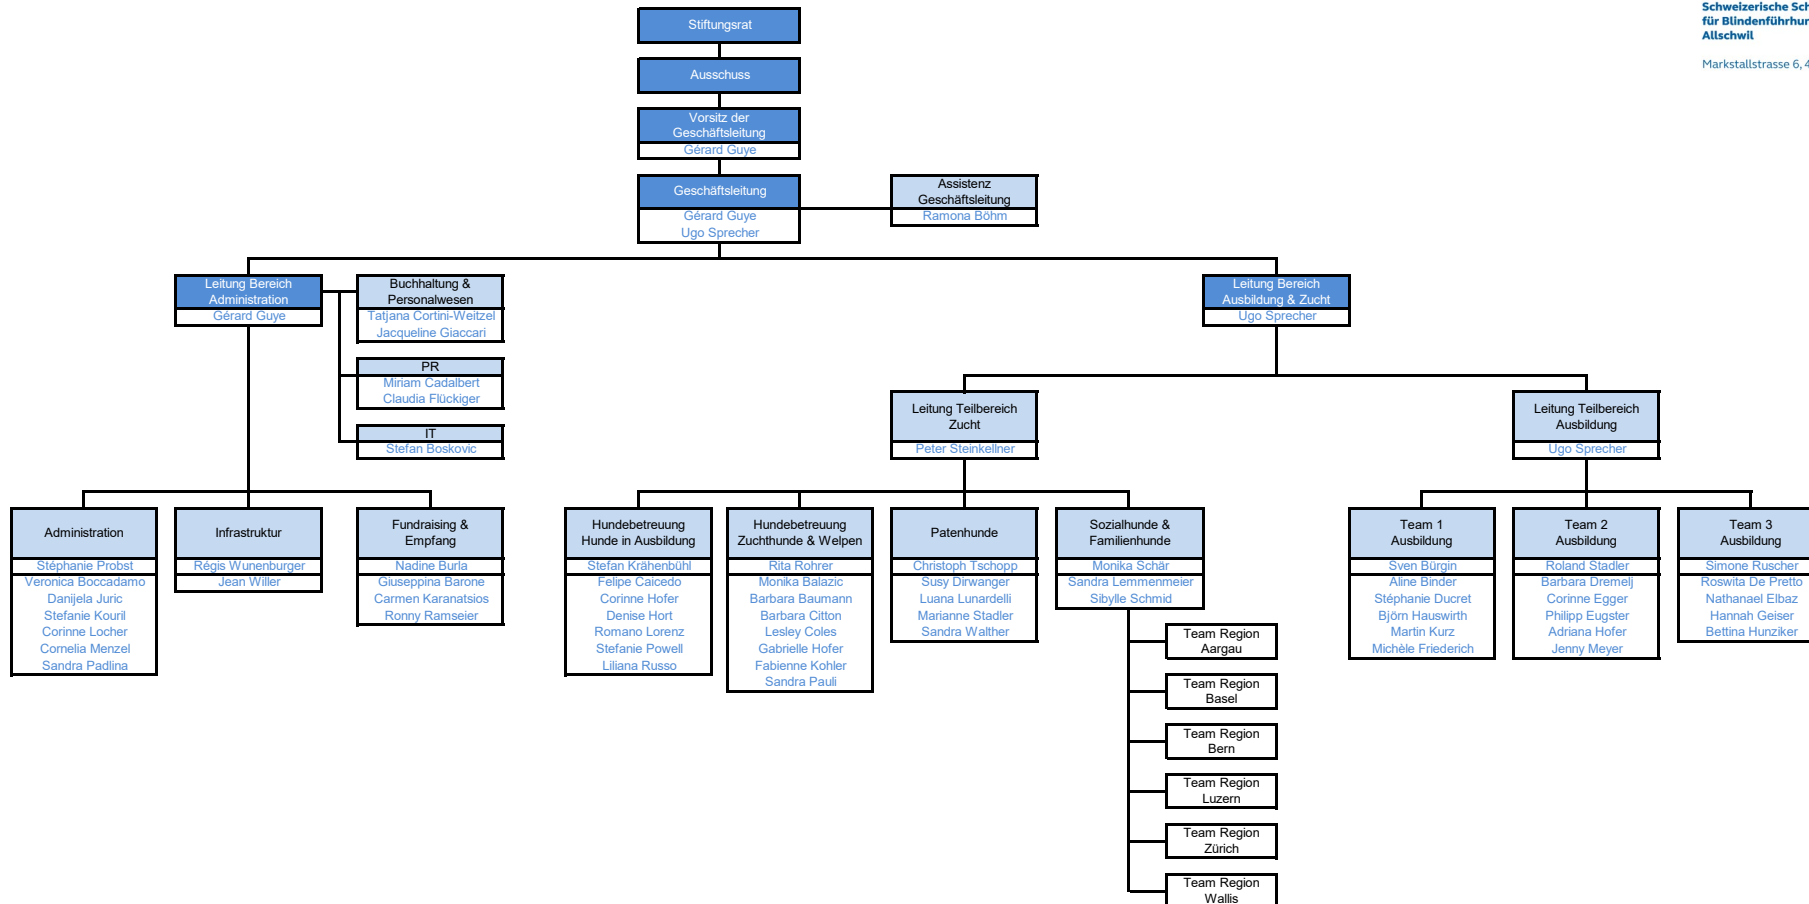 Schweizerische Sch
für Blindenführhun
Allschwil
Markstallstrasse 6, 4
Stiftungsrat
Ausschuss
Vorsitz der
Geschäftsleitung
Gérard Guye
Geschäftsleitung
Gérard Guye
Ugo Sprecher
Assistenz
Geschäftsleitung
Ramona Böhm
Leitung Bereich
Administration
Gérard Guye
Buchhaltung &
Personalwesen
Tatjana Cortini-Weitzel
Jacqueline Giaccari
PR
Miriam Cadalbert
Claudia Flückiger
IT
Stefan Boskovic
Leitung Bereich
Ausbildung & Zucht
Ugo Sprecher
Leitung Teilbereich
Zucht
Peter Steinkellner
Leitung Teilbereich
Ausbildung
Ugo Sprecher
Administration
Stéphanie Probst
Veronica Boccadamo
Danijela Juric
Stefanie Kouril
Corinne Locher
Cornelia Menzel
Sandra Padlina
Infrastruktur
Régis Wunenburger
Jean Willer
Fundraising &
Empfang
Nadine Burla
Giuseppina Barone
Carmen Karanatsios
Ronny Ramseier
Hundebetreuung
Hunde in Ausbildung
Stefan Krähenbühl
Felipe Caicedo
Corinne Hofer
Denise Hort
Romano Lorenz
Stefanie Powell
Liliana Russo
Hundebetreuung
Zuchthunde & Welpen
Rita Rohrer
Monika Balazic
Barbara Baumann
Barbara Citton
Lesley Coles
Gabrielle Hofer
Fabienne Kohler
Sandra Pauli
Patenhunde
Christoph Tschopp
Susy Dirwanger
Luana Lunardelli
Marianne Stadler
Sandra Walther
Sozialhunde &
Familienhunde
Monika Schär
Sandra Lemmenmeier
Sibylle Schmid
Team Region
Aargau
Team Region
Basel
Team Region
Bern
Team Region
Luzern
Team Region
Zürich
Team Region
Wallis
Team 1
Ausbildung
Sven Bürgin
Aline Binder
Stéphanie Ducret
Björn Hauswirth
Martin Kurz
Michèle Friederich
Team 2
Ausbildung
Roland Stadler
Barbara Dremelj
Corinne Egger
Philipp Eugster
Adriana Hofer
Jenny Meyer
Team 3
Ausbildung
Simone Ruscher
Roswita De Pretto
Nathanael Elbaz
Hannah Geiser
Bettina Hunziker